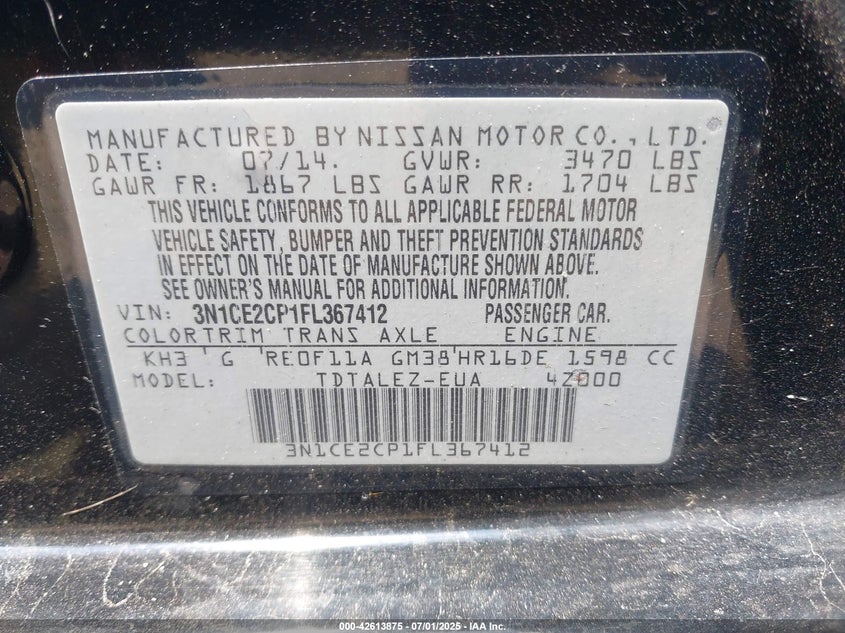 MANUFACTURED BY NISSAN MOTOR CO., LTD.
DATE: 07/14. GVWR: 3470 LBS
GAWR FR: 1867 LBS GAWR RR: 1704 LBS
THIS VEHICLE CONFORMS TO ALL APPLICABLE FEDERAL MOTOR
VEHICLE SAFETY, BUMPER AND THEFT PREVENTION STANDARDS
IN EFFECT ON THE DATE OF MANUFACTURE SHOWN ABOVE.
SEE OWNER'S MANUAL FOR ADDITIONAL INFORMATION.
VIN: 3N1CE2CP1FL367412 PASSENGER CAR.
COLOR TRIM TRANS AXLE ENGINE
KH3 G RE0F11A GM38 HR16DE 1598 CC
MODEL: TDTALEZ-EUA 4Z000
3N1CE2CP1FL367412
000-42613875 - 07/01/2025 - IAA Inc.